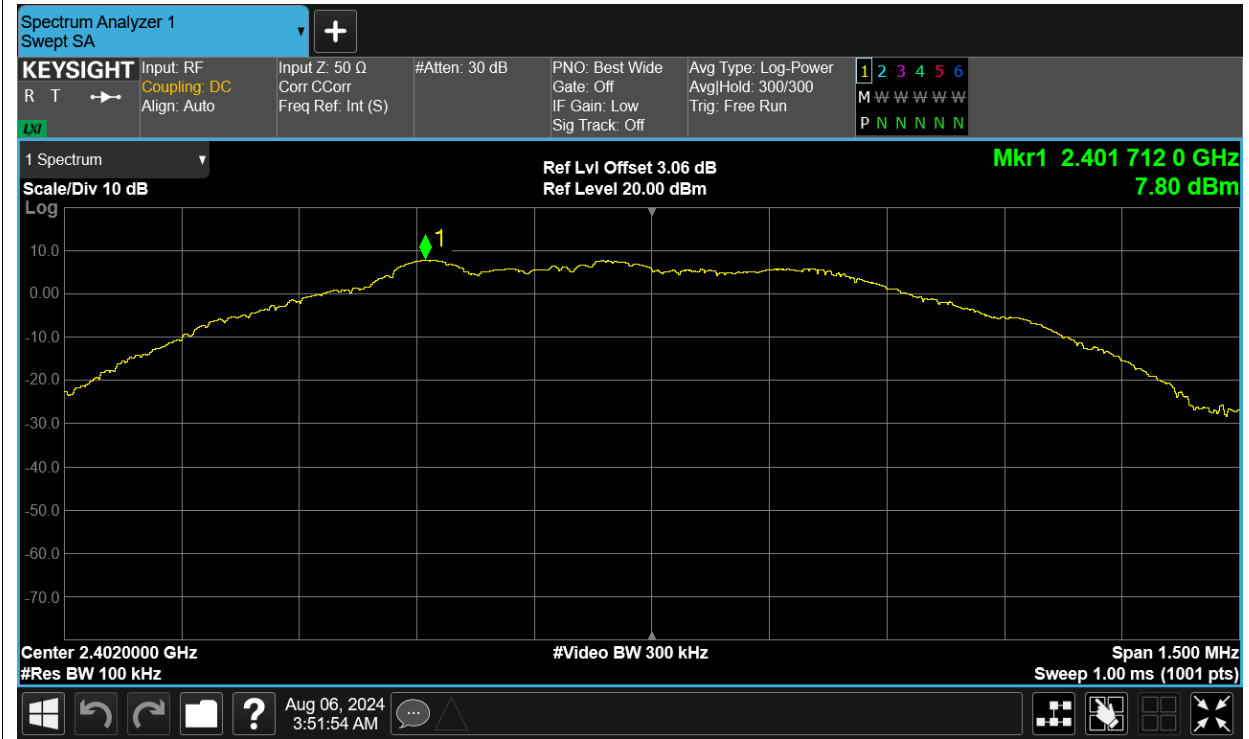 Spectrum Analyzer 1
Swept SA
KEYSIGHT
R T
LXI
Input: RF
Coupling: DC
Align: Auto
Input Z: 50 Ω
Corr CCorr
Freq Ref: Int (S)
#Atten: 30 dB
PNO: Best Wide
Gate: Off
IF Gain: Low
Sig Track: Off
Avg Type: Log-Power
Avg|Hold: 300/300
Trig: Free Run
1 2 3 4 5 6
M W W W W W
P N N N N N
1 Spectrum
Scale/Div 10 dB
Log
Ref Lvl Offset 3.06 dB
Ref Level 20.00 dBm
Mkr1 2.401 712 0 GHz
7.80 dBm
1
10.0
0.00
-10.0
-20.0
-30.0
-40.0
-50.0
-60.0
-70.0
Center 2.4020000 GHz
#Res BW 100 kHz
#Video BW 300 kHz
Span 1.500 MHz
Sweep 1.00 ms (1001 pts)
?
Aug 06, 2024
3:51:54 AM